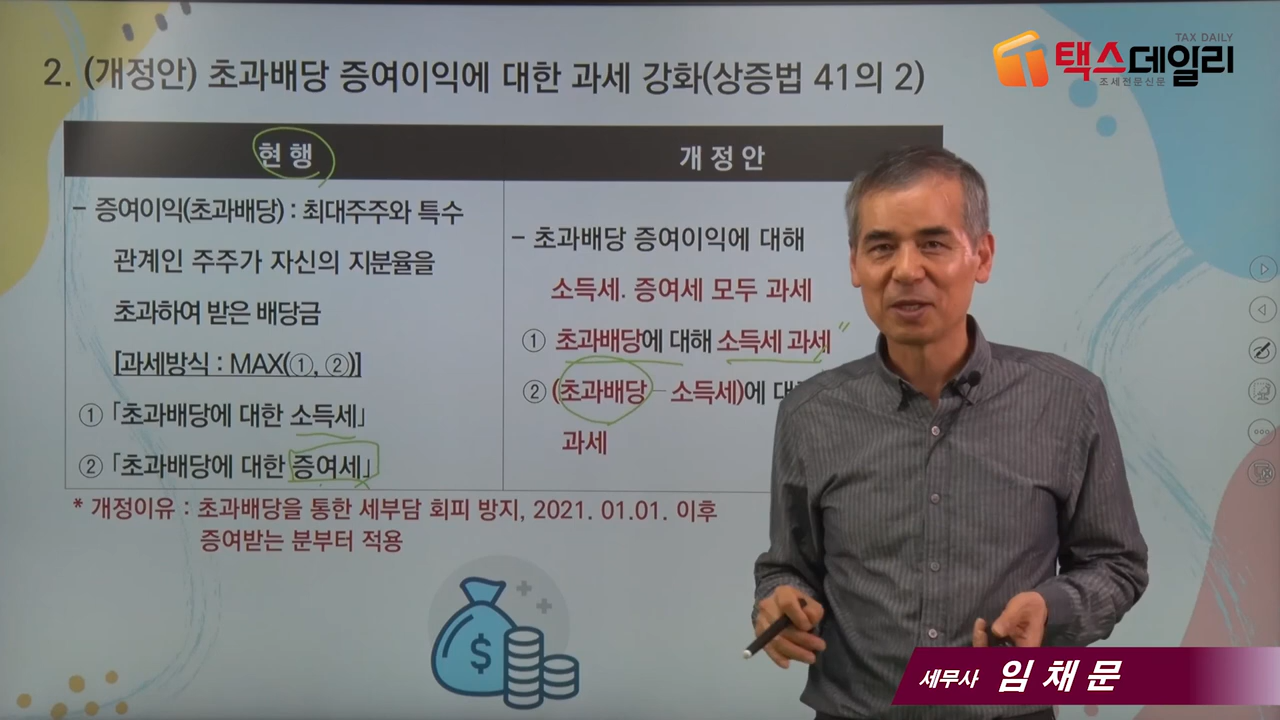 TAX DAILY
택스데일리
조세전문신문
2. (개정안) 초과배당 증여이익에 대한 과세 강화(상증법 41의 2)
현 행
개 정 안
- 증여이익(초과배당) : 최대주주와 특수
관계인 주주가 자신의 지분율을
초과하여 받은 배당금
[과세방식 : MAX(①, ②)]
① 「초과배당에 대한 소득세」
② 「초과배당에 대한 증여세」
- 초과배당 증여이익에 대해
소득세. 증여세 모두 과세
① 초과배당에 대해 소득세 과세
② (초과배당 - 소득세)에 대
과세
* 개정이유 : 초과배당을 통한 세부담 회피 방지, 2021. 01.01. 이후
증여받는 분부터 적용
$
세무사 임 채 문